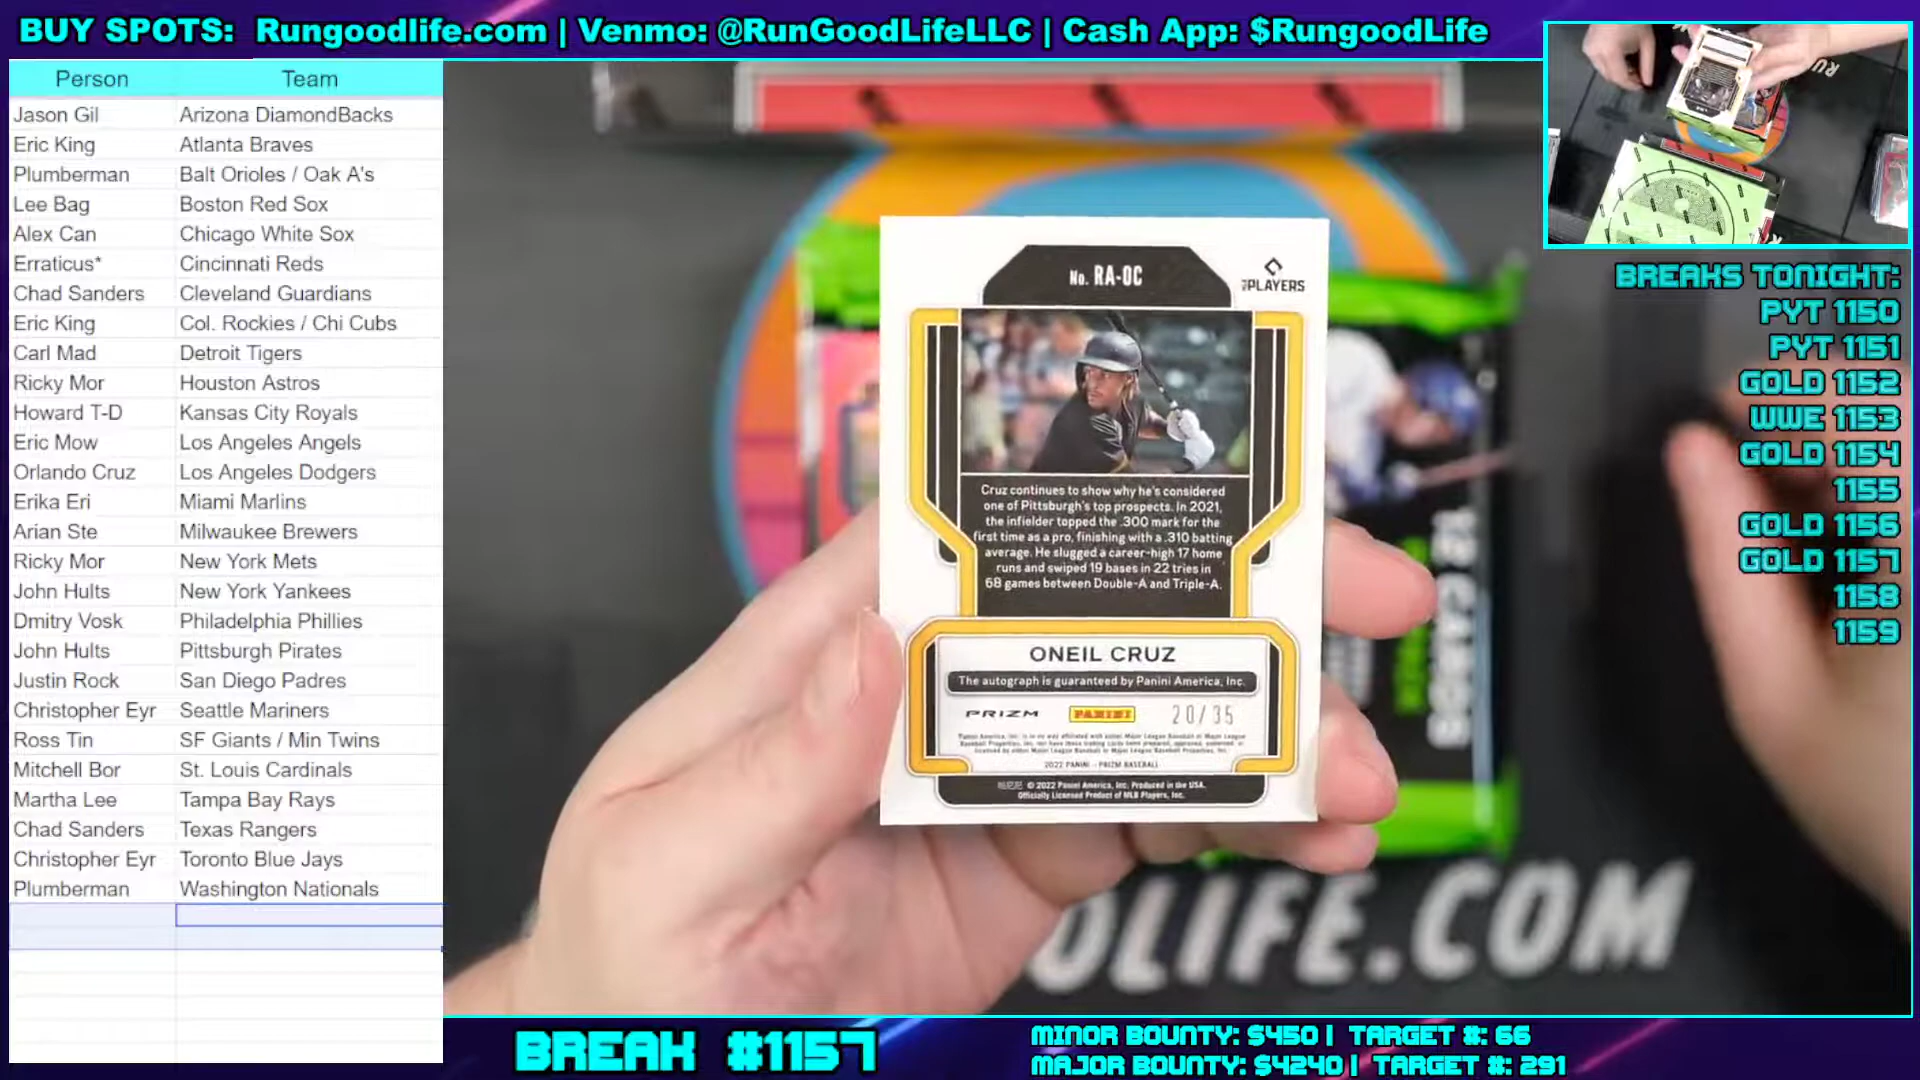 BUY SPOTS: Rungoodlife.com | Venmo: @RunGoodLifeLLC | Cash App: $RungoodLife
Person Team
Jason Gil Arizona DiamondBacks
Eric King Atlanta Braves
Plumberman Balt Orioles / Oak A's
Lee Bag Boston Red Sox
Alex Can Chicago White Sox
Erraticus* Cincinnati Reds
Chad Sanders Cleveland Guardians
Eric King Col. Rockies / Chi Cubs
Carl Mad Detroit Tigers
Ricky Mor Houston Astros
Howard T-D Kansas City Royals
Eric Mow Los Angeles Angels
Orlando Cruz Los Angeles Dodgers
Erika Eri Miami Marlins
Arian Ste Milwaukee Brewers
Ricky Mor New York Mets
John Hults New York Yankees
Dmitry Vosk Philadelphia Phillies
John Hults Pittsburgh Pirates
Justin Rock San Diego Padres
Christopher Eyr Seattle Mariners
Ross Tin SF Giants / Min Twins
Mitchell Bor St. Louis Cardinals
Martha Lee Tampa Bay Rays
Chad Sanders Texas Rangers
Christopher Eyr Toronto Blue Jays
Plumberman Washington Nationals
No. RA-OC
PLAYERS
Cruz continues to show why he's considered
one of Pittsburgh's top prospects. In 2021,
the infielder topped the .300 mark for the
first time as a pro, finishing with a .310 batting
average. He slugged a career-high 17 home
runs and swiped 19 bases in 22 tries in
68 games between Double-A and Triple-A.
ONEIL CRUZ
The autograph is guaranteed by Panini America, Inc.
PRIZM PANINI 20/35
2022 PANINI - PRIZM BASEBALL
© 2022 Panini America, Inc. Produced in the USA.
Officially Licensed Product of MLB Players, Inc.
12 CARDS
OLIFE.COM
RU
BREAKS TONIGHT:
PYT 1150
PYT 1151
GOLD 1152
WWE 1153
GOLD 1154
1155
GOLD 1156
GOLD 1157
1158
1159
BREAK #1157
MINOR BOUNTY: $450 | TARGET #: 66
MAJOR BOUNTY: $4240 | TARGET #: 291